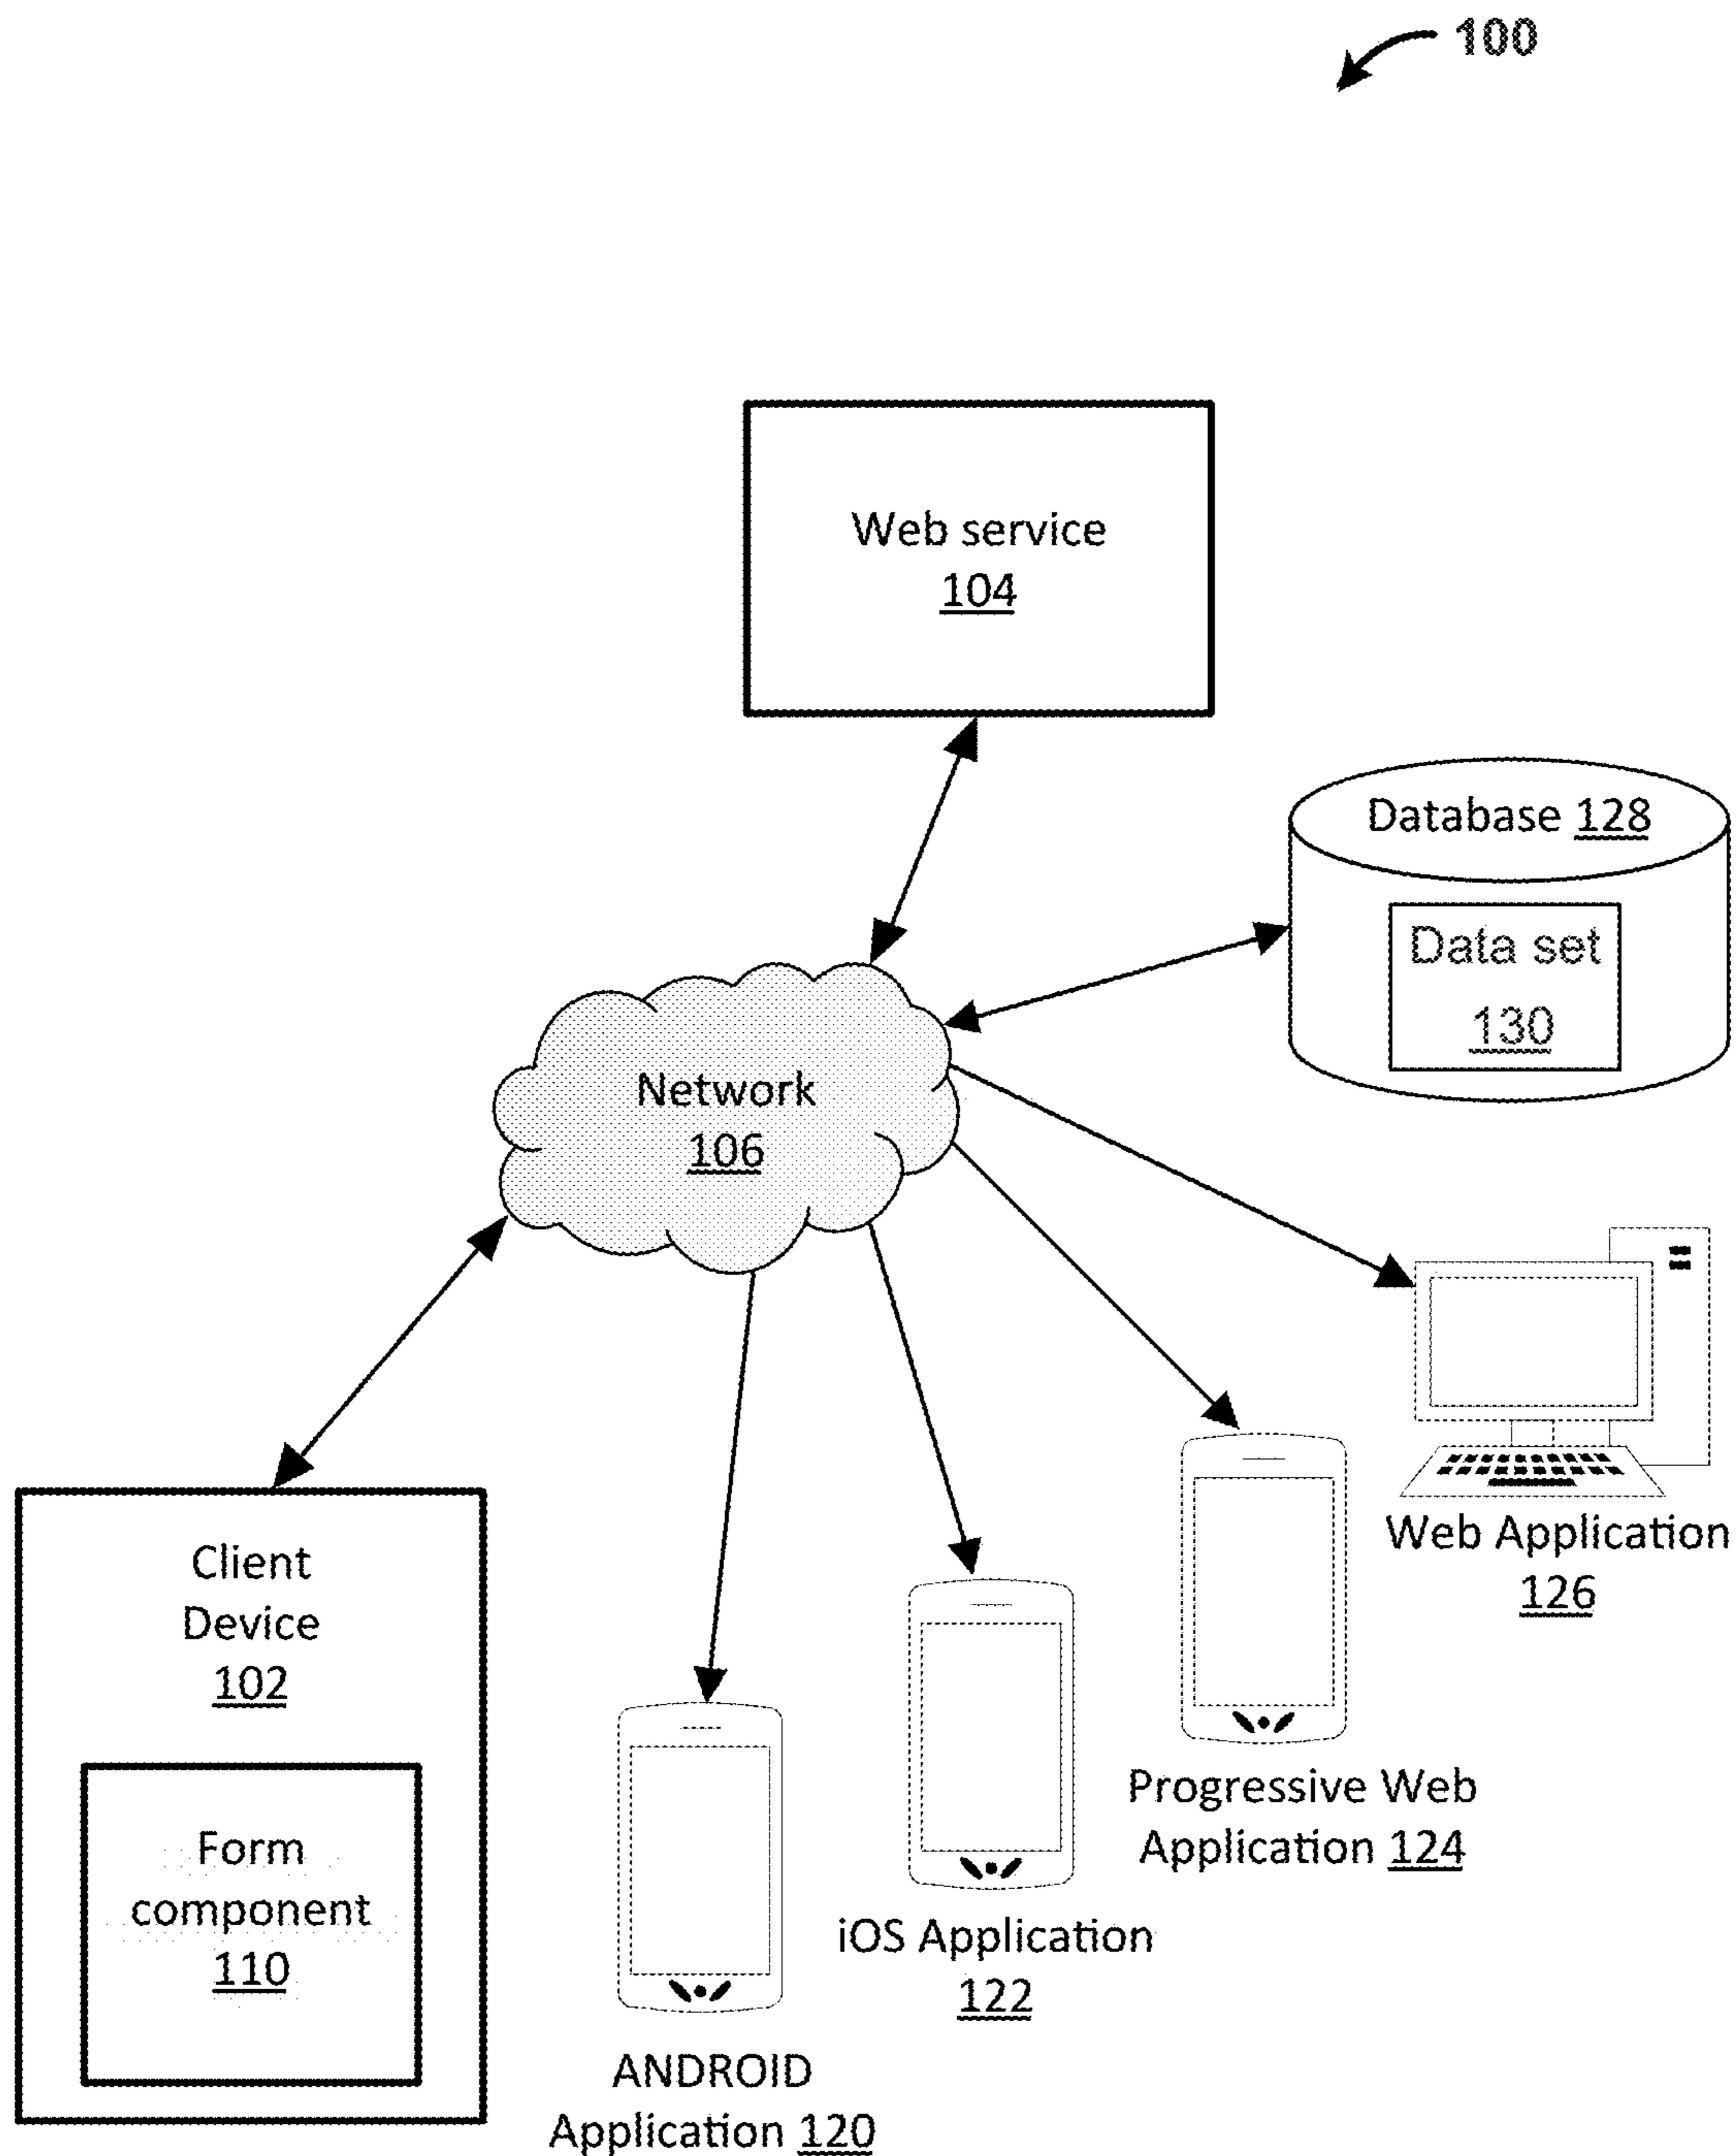 100
Web service
104
Database 128
Data set
130
Network
106
Client
Device
102
Form
component
110
Web Application
126
Progressive Web
Application 124
iOS Application
122
ANDROID
Application 120